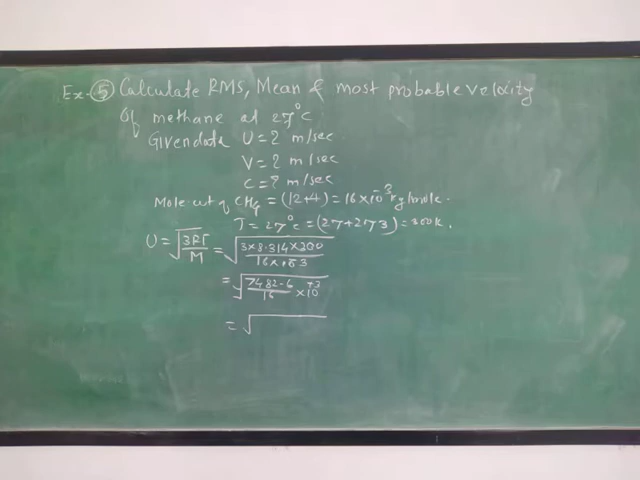 Ex-⑤ Calculate RMS, Mean & most probable velocity
Of methane at 27°C
Given data U = ? m/sec
V = ? m/sec
C = ? m/sec
Mole wt of CH4 = (12+4) = 16×10^-3 kg/mole.
T = 27°C = (27+273) = 300k.
U = √(3RT/M) = √(3×8.314×300/16×10^-3)
= √(7482.6/16 ×10^+3)
= √